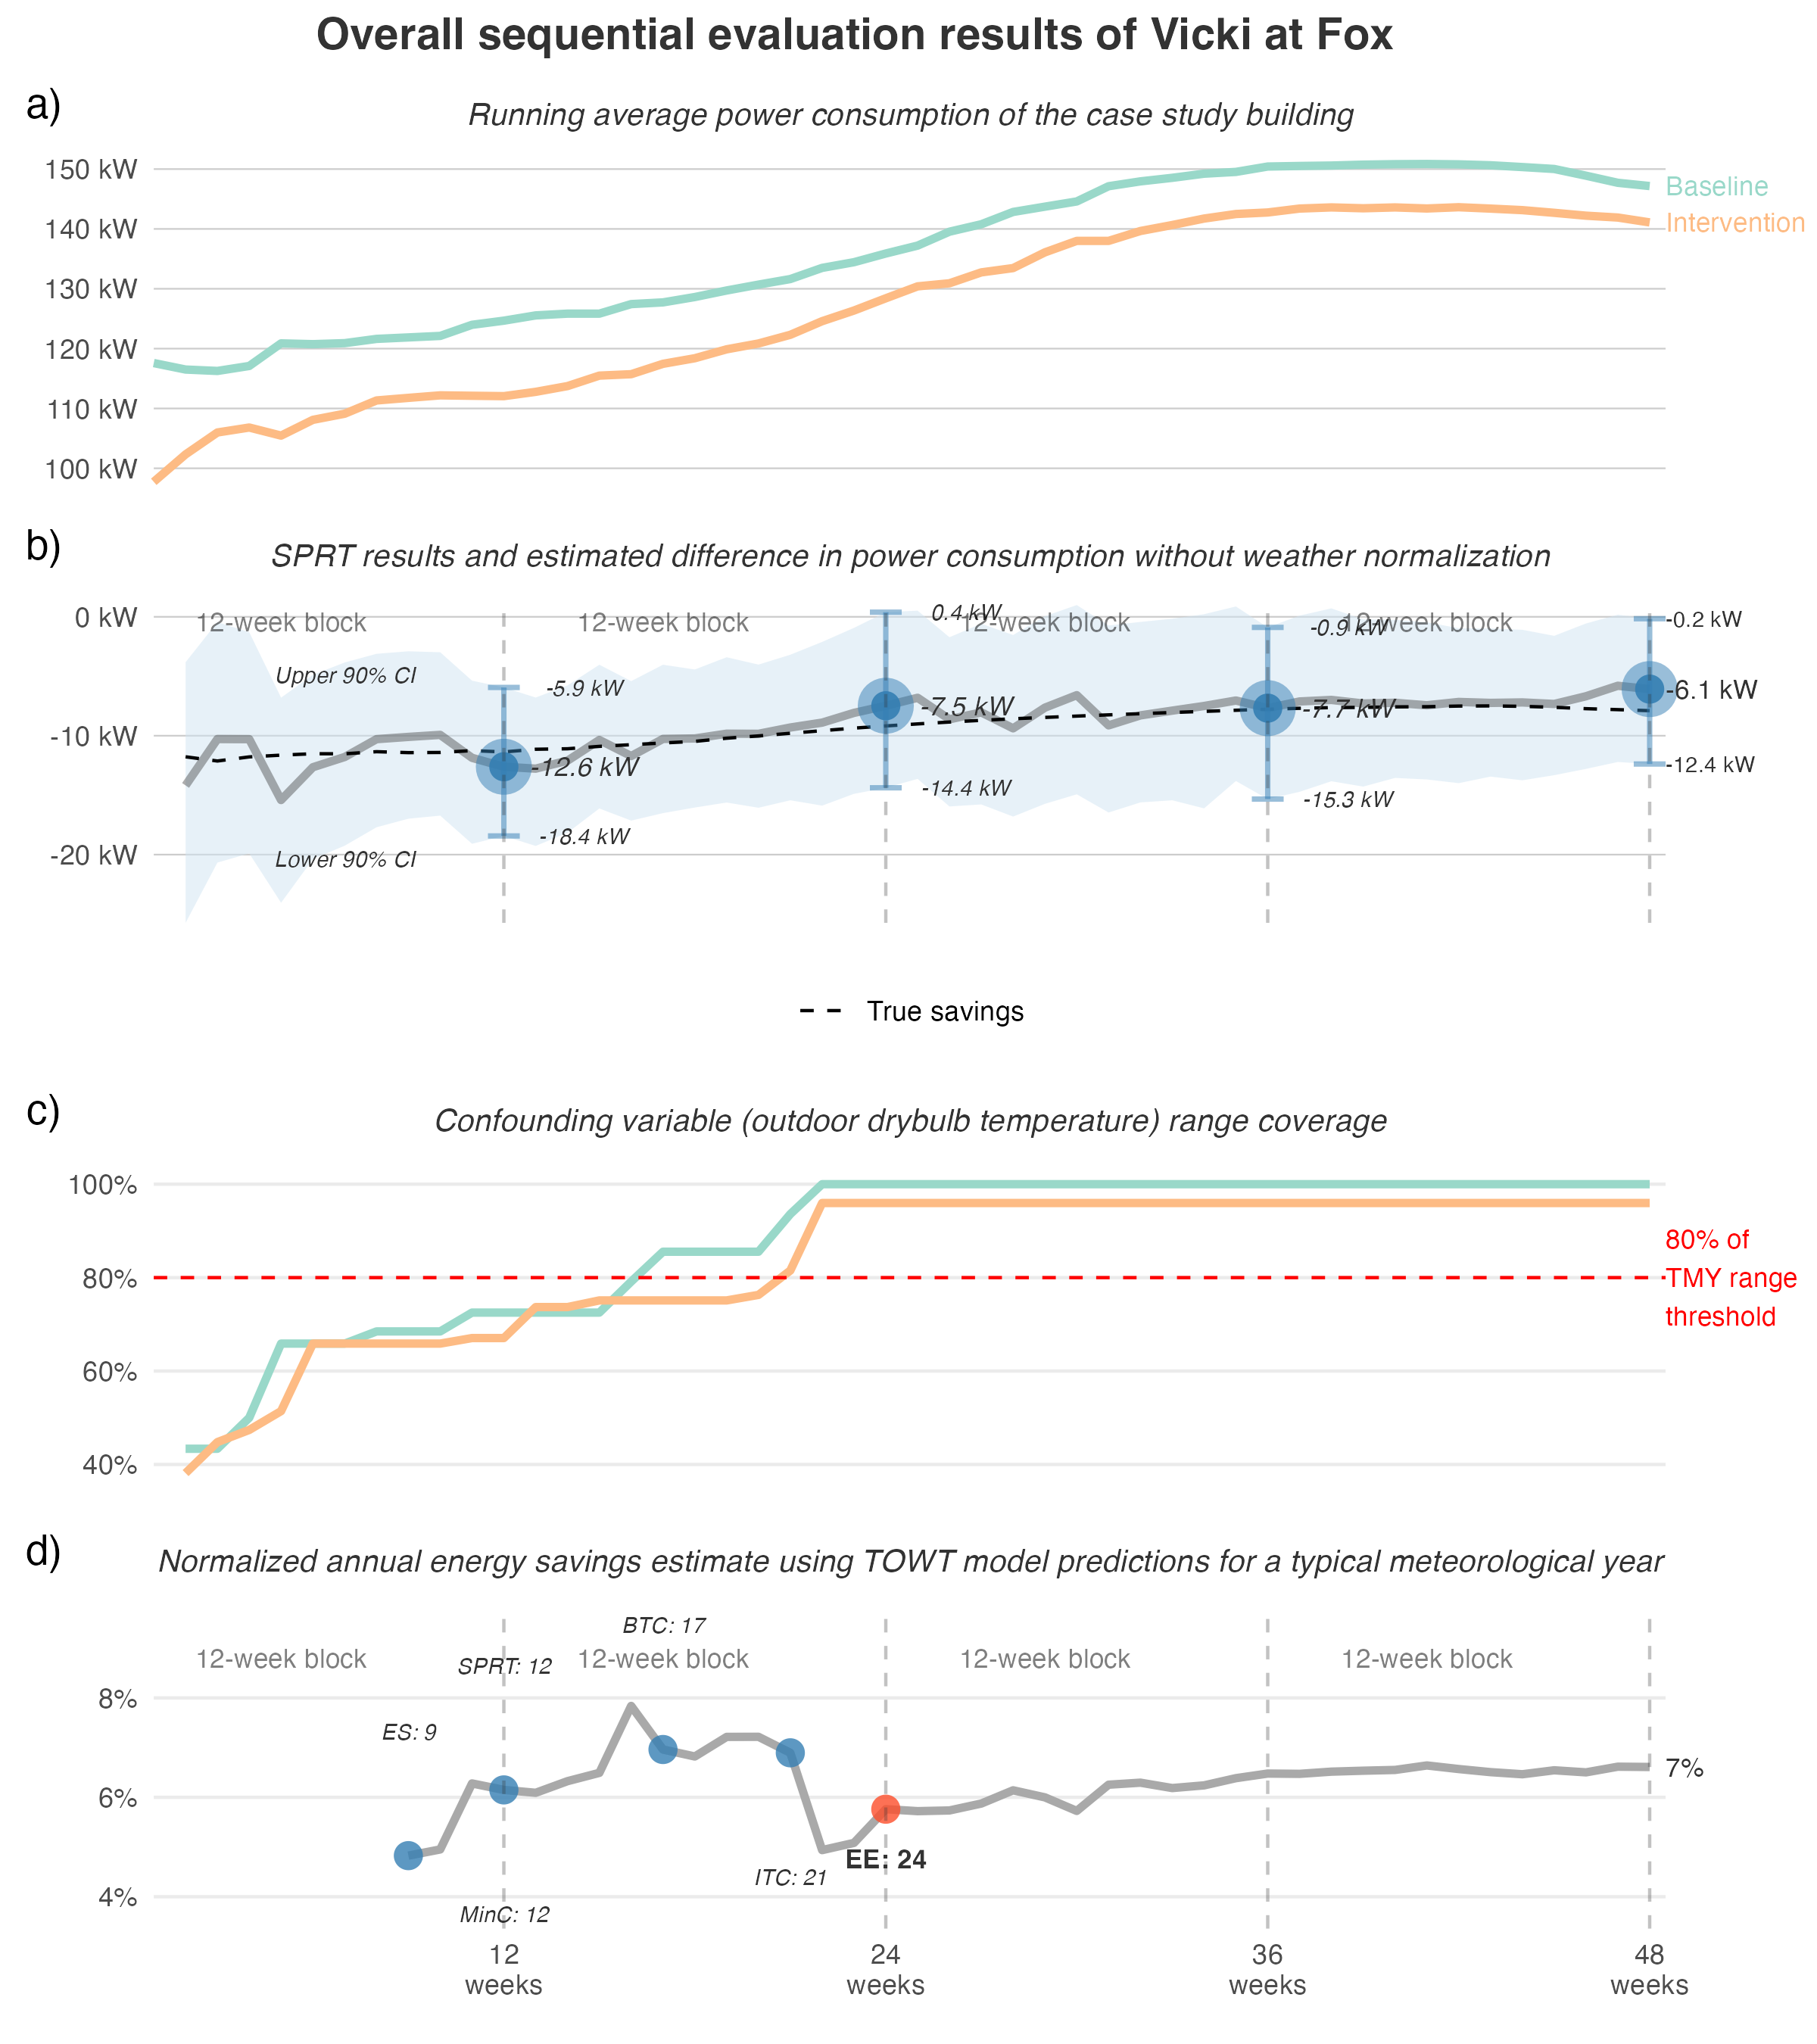 Overall sequential evaluation results of Vicki at Fox
a)
Running average power consumption of the case study building
150 kW
140 kW
130 kW
120 kW
110 kW
100 kW
Baseline
Intervention
b)
SPRT results and estimated difference in power consumption without weather normalization
0 kW
-10 kW
-20 kW
12-week block
12-week block
12-week block
12-week block
Upper 90% CI
Lower 90% CI
-5.9 kW
-12.6 kW
-18.4 kW
0.4 kW
-7.5 kW
-14.4 kW
-0.9 kW
-7.7 kW
-15.3 kW
-0.2 kW
-6.1 kW
-12.4 kW
True savings
c)
Confounding variable (outdoor drybulb temperature) range coverage
100%
80%
60%
40%
80% of
TMY range
threshold
d)
Normalized annual energy savings estimate using TOWT model predictions for a typical meteorological year
BTC: 17
12-week block
12-week block
12-week block
12-week block
SPRT: 12
8%
6%
4%
ES: 9
7%
EE: 24
ITC: 21
MinC: 12
12
weeks
24
weeks
36
weeks
48
weeks